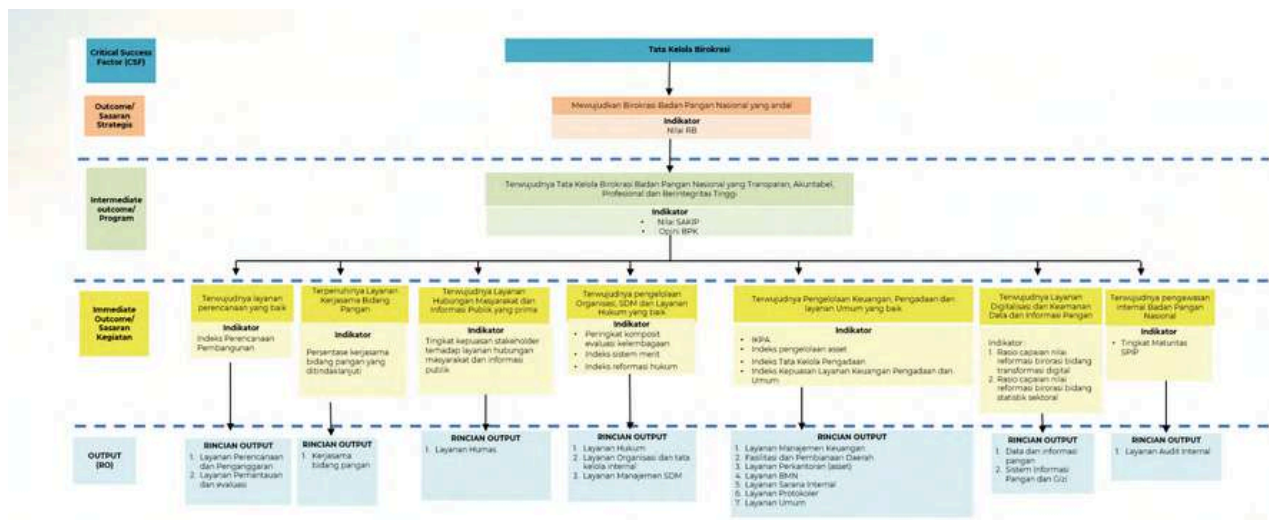 Critical Success
Factor (CSF)
Tata Kelola Birokrasi
Outcome/
Sasaran
Strategis
Mewujudkan Birokrasi Badan Pangan Nasional yang andal
Indikator
Nilai RB
Intermediate
outcome/
Program
Terwujudnya Tata Kelola Birokrasi Badan Pangan Nasional yang Transparan, Akuntabel,
Profesional dan Berintegritas Tinggi
Indikator
• Nilai SAKIP
• Opini BPK
Immediate
Outcome/
Sasaran
Kegiatan
Terwujudnya layanan
perencanaan yang baik
Indikator
Indeks Perencanaan
Pembangunan
Terpenuhinya Layanan
Kerjasama Bidang
Pangan
Indikator
Persentase kerjasama
bidang pangan yang
ditindaklanjuti
Terwujudnya Layanan
Hubungan Masyarakat dan
Informasi Publik yang prima
Indikator
Tingkat kepuasan stakeholder
terhadap layanan hubungan
masyarakat dan informasi
publik
Terwujudnya pengelolaan
Organisasi, SDM dan Layanan
Hukum yang baik
Indikator
• Peringkat komposit
evaluasi kelembagaan
• Indeks sistem merit
• Indeks reformasi hukum
Terwujudnya Pengelolaan Keuangan, Pengadaan dan
layanan Umum yang baik
Indikator
• IKPA
• Indeks pengelolaan asset
• Indeks Tata Kelola Pengadaan
• Indeks Kepuasan Layanan Keuangan Pengadaan dan
Umum
Terwujudnya Layanan
Digitalisasi dan Keamanan
Data dan Informasi Pangan
Indikator :
1. Rasio capaian nilai
reformasi birorasi bidang
transformasi digital
2. Rasio capaian nilai
reformasi birorasi bidang
statistik sektoral
Terwujudnya pengawasan
Internal Badan Pangan
Nasional
Indikator
• Tingkat Maturitas
SPIP
OUTPUT
(RO)
RINCIAN OUTPUT
1. Layanan Perencanaan
dan Penganggaran
2. Layanan Pemantauan
dan evaluasi
RINCIAN OUTPUT
1. Kerjasama
bidang pangan
RINCIAN OUTPUT
1. Layanan Humas
RINCIAN OUTPUT
1. Layanan Hukum
2. Layanan Organisasi dan tata
kelola internal
3. Layanan Manajemen SDM
RINCIAN OUTPUT
1. Layanan Manajemen Keuangan
2. Fasilitasi dan Pembianaan Daerah
3. Layanan Perkantoran (asset)
4. Layanan BMN
5. Layanan Sarana Internal
6. Layanan Protokoler
7. Layanan Umum
RINCIAN OUTPUT
1. Data dan informasi
pangan
2. Sistem Informasi
Pangan dan Gizi
RINCIAN OUTPUT
1. Layanan Audit Internal